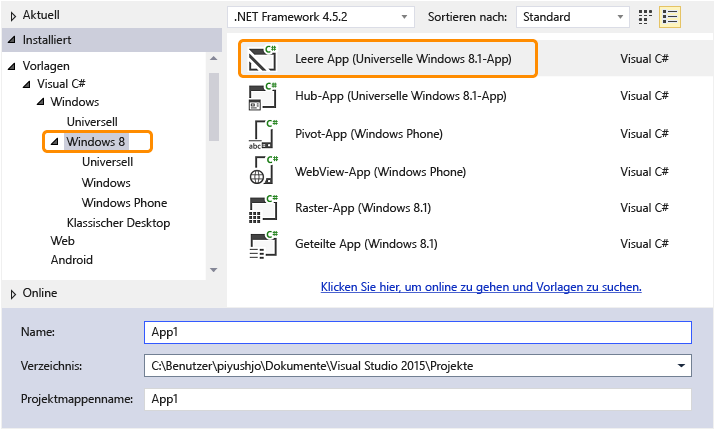 Aktuell
.NET Framework 4.5.2
Sortieren nach:
Standard
Installiert
Vorlagen
Visual C#
Windows
Universell
Windows 8
Universell
Windows
Windows Phone
Klassischer Desktop
Web
Android
Online
C# Leere App (Universelle Windows 8.1-App) Visual C#
C# Hub-App (Universelle Windows 8.1-App) Visual C#
C# abc Pivot-App (Windows Phone) Visual C#
C# WebView-App (Windows Phone) Visual C#
C# Raster-App (Windows 8.1) Visual C#
C# Geteilte App (Windows 8.1) Visual C#
Klicken Sie hier, um online zu gehen und Vorlagen zu suchen.
Name: App1
Verzeichnis: C:\Benutzer\piyushjo\Dokumente\Visual Studio 2015\Projekte
Projektmappenname: App1